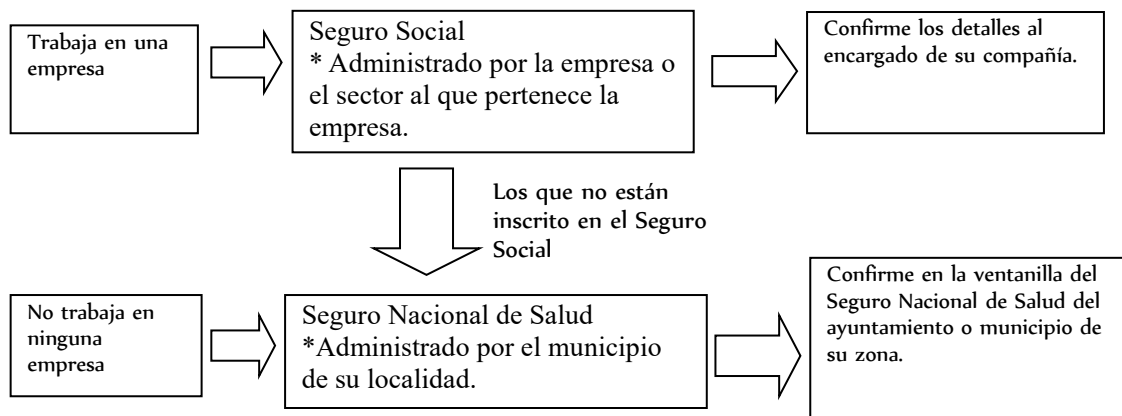 Trabaja en una
empresa
Seguro Social
* Administrado por la empresa o
el sector al que pertenece la
empresa.
Confirme los detalles al
encargado de su compañía.
Los que no están
inscrito en el Seguro
Social
No trabaja en
ninguna
empresa
Seguro Nacional de Salud
*Administrado por el municipio
de su localidad.
Confirme en la ventanilla del
Seguro Nacional de Salud del
ayuntamiento o municipio de
su zona.